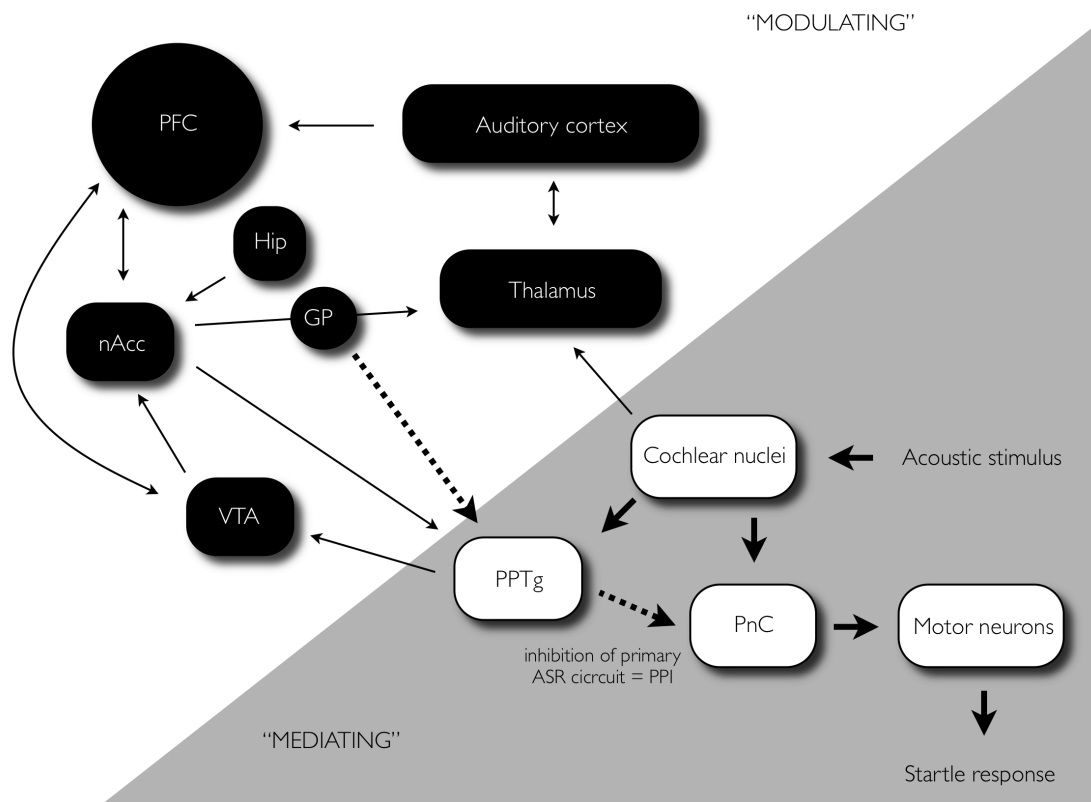 “MODULATING”
PFC
Auditory cortex
Hip
Thalamus
GP
nAcc
Cochlear nuclei
Acoustic stimulus
VTA
PPTg
PnC
Motor neurons
inhibition of primary
ASR cicrcuit = PPI
“MEDIATING”
Startle response